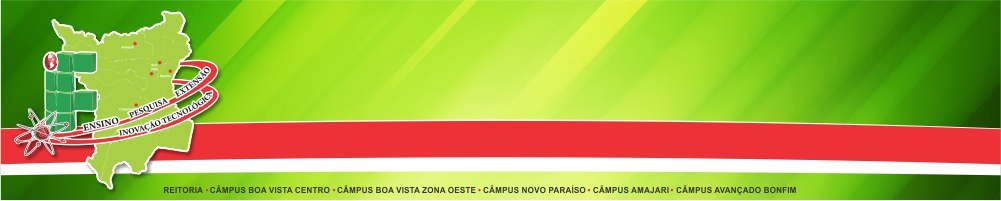 ENSINO PESQUISA EXTENSÃO
INOVAÇÃO TECNOLÓGICA
REITORIA • CÂMPUS BOA VISTA CENTRO • CÂMPUS BOA VISTA ZONA OESTE • CÂMPUS NOVO PARAÍSO • CÂMPUS AMAJARI • CÂMPUS AVANÇADO BONFIM